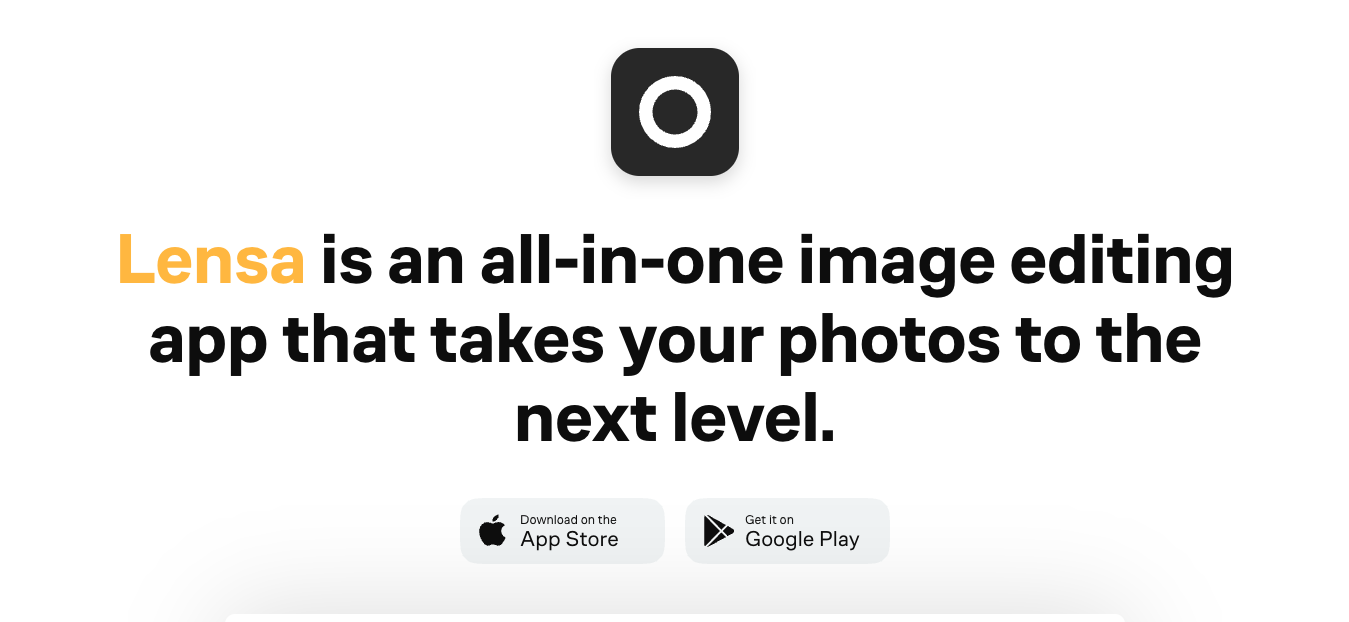 Lensa is an all-in-one image editing
app that takes your photos to the
next level.
Download on the
App Store
Get it on
Google Play